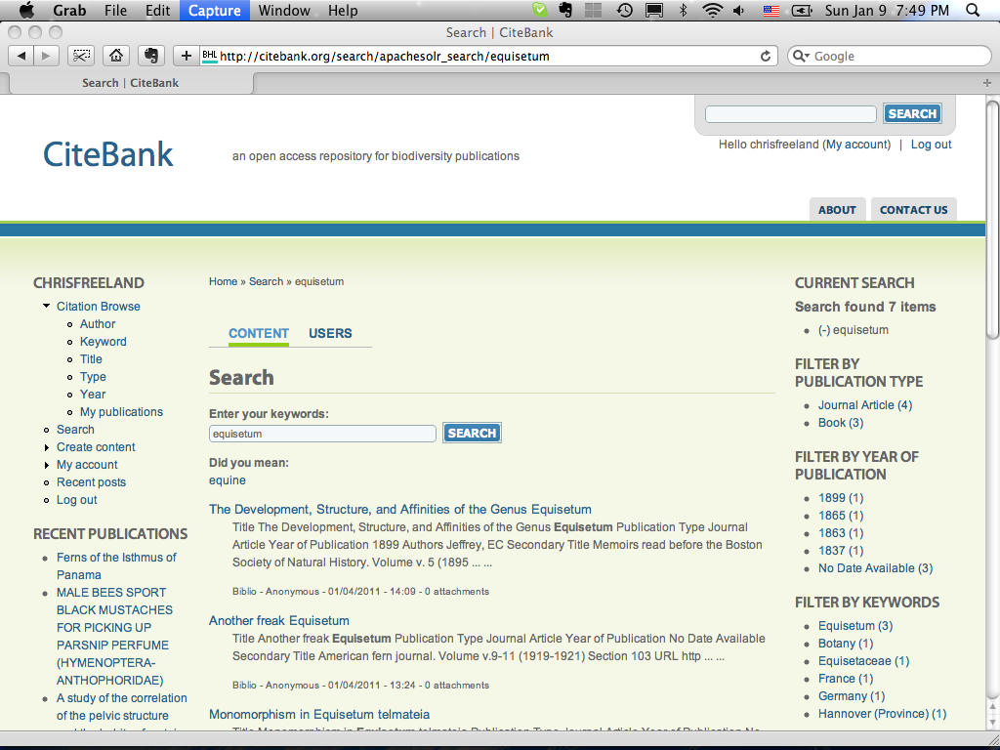 Grab File Edit Capture Window Help Sun Jan 9 7:49 PM
Search | CiteBank
BHL http://citebank.org/search/apachesolr_search/equisetum Google
Search | CiteBank
SEARCH
Hello chrisfreeland (My account) | Log out
CiteBank
an open access repository for biodiversity publications
ABOUT CONTACT US
CHRISFREELAND
Citation Browse
Author
Keyword
Title
Type
Year
My publications
Search
Create content
My account
Recent posts
Log out
RECENT PUBLICATIONS
Ferns of the Isthmus of
Panama
MALE BEES SPORT
BLACK MUSTACHES
FOR PICKING UP
PARSNIP PERFUME
(HYMENOPTERA-
ANTHOPHORIDAE)
A study of the correlation
of the pelvic structure
Home » Search » equisetum
CONTENT USERS
Search
Enter your keywords:
equisetum SEARCH
Did you mean:
equine
The Development, Structure, and Affinities of the Genus Equisetum
Title The Development, Structure, and Affinities of the Genus Equisetum Publication Type Journal
Article Year of Publication 1899 Authors Jeffrey, EC Secondary Title Memoirs read before the Boston
Society of Natural History. Volume v. 5 (1895 ... ...
Biblio - Anonymous - 01/04/2011 - 14:09 - 0 attachments
Another freak Equisetum
Title Another freak Equisetum Publication Type Journal Article Year of Publication No Date Available
Secondary Title American fern journal. Volume v.9-11 (1919-1921) Section 103 URL http ... ...
Biblio - Anonymous - 01/04/2011 - 13:24 - 0 attachments
Monomorphism in Equisetum telmateia
Title Monomorphism in Equisetum telmateia Publication Type Journal Article Year of Publication No
CURRENT SEARCH
Search found 7 items
(-) equisetum
FILTER BY
PUBLICATION TYPE
Journal Article (4)
Book (3)
FILTER BY YEAR OF
PUBLICATION
1899 (1)
1865 (1)
1863 (1)
1837 (1)
No Date Available (3)
FILTER BY KEYWORDS
Equisetum (3)
Botany (1)
Equisetaceae (1)
France (1)
Germany (1)
Hannover (Province) (1)